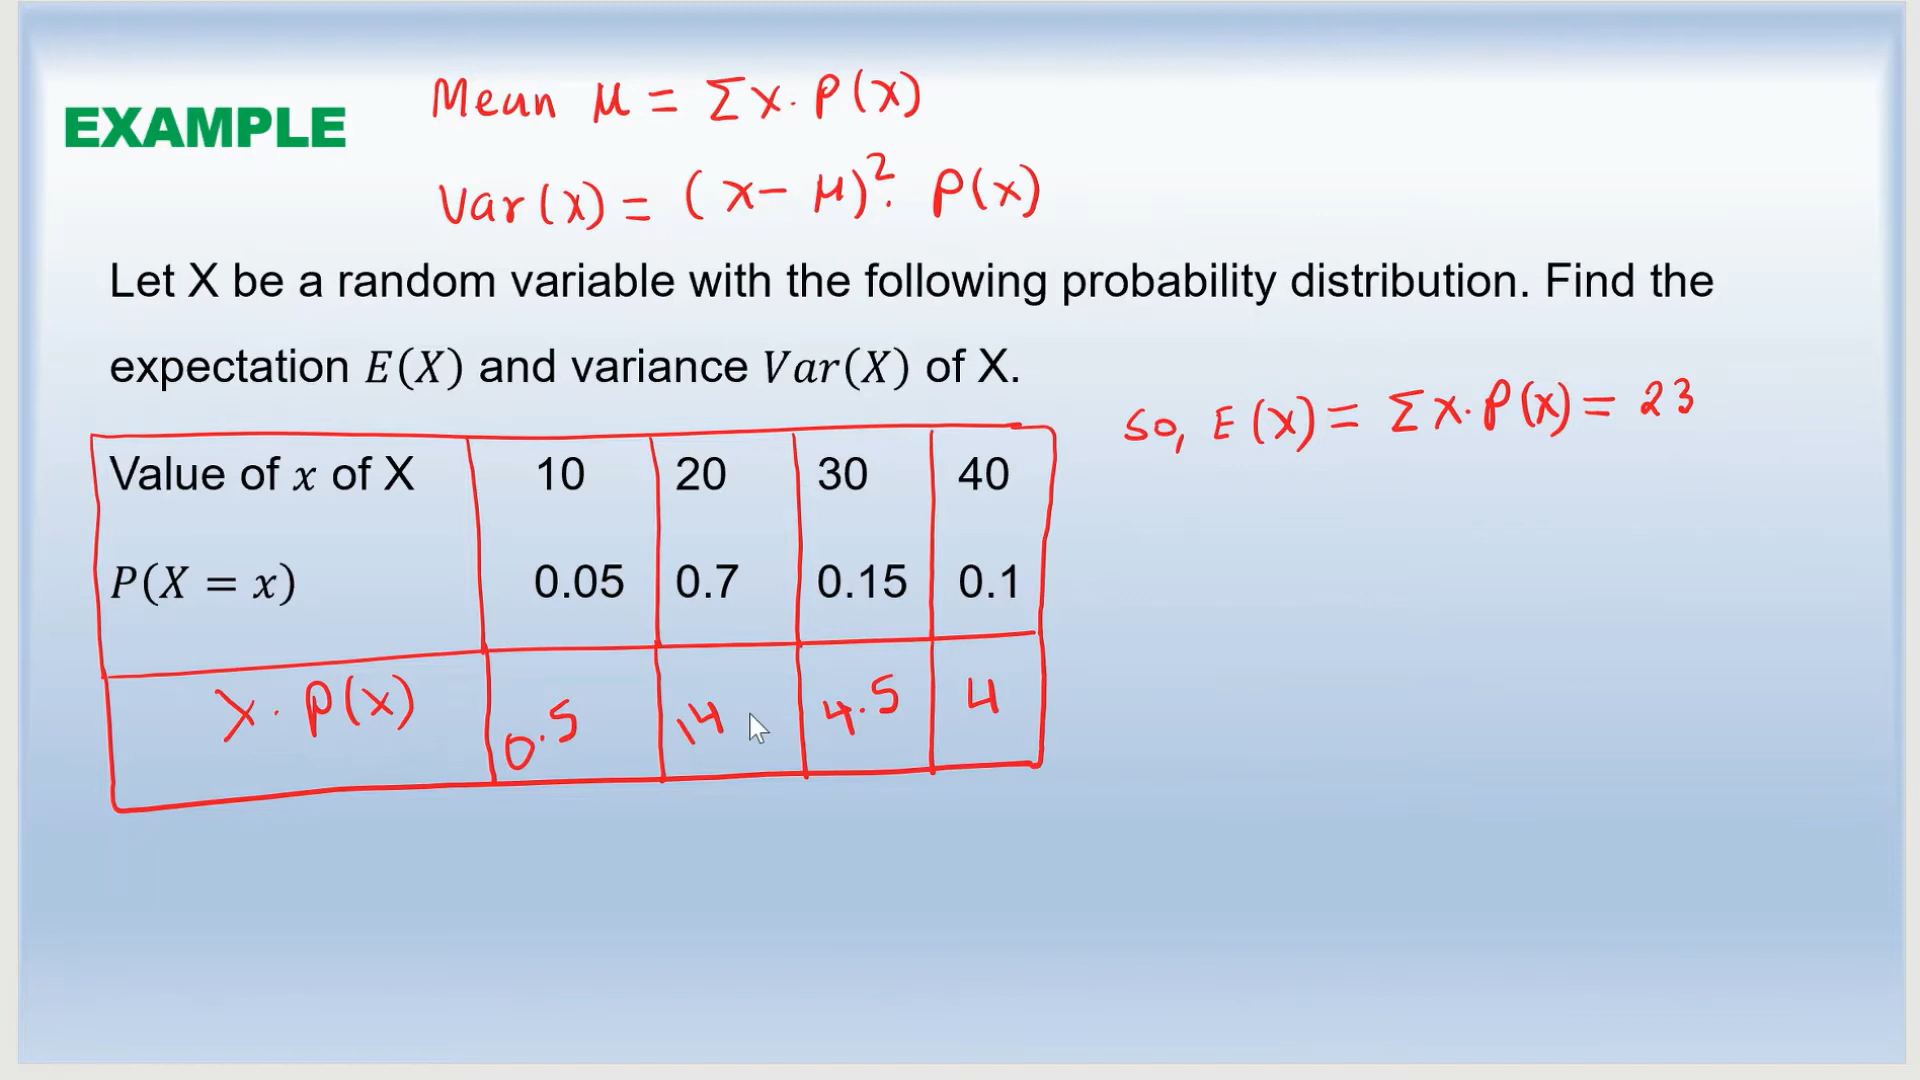 Mean μ = Σx. P(x)
EXAMPLE
Var(x) = (x-μ)². P(x)
Let X be a random variable with the following probability distribution. Find the
expectation E(X) and variance Var(X) of X.
So, E(x) = Σx.P(x) = 23
Value of x of X 10 20 30 40
P(X = x) 0.05 0.7 0.15 0.1
x. P(x) 0.5 14 4.5 4